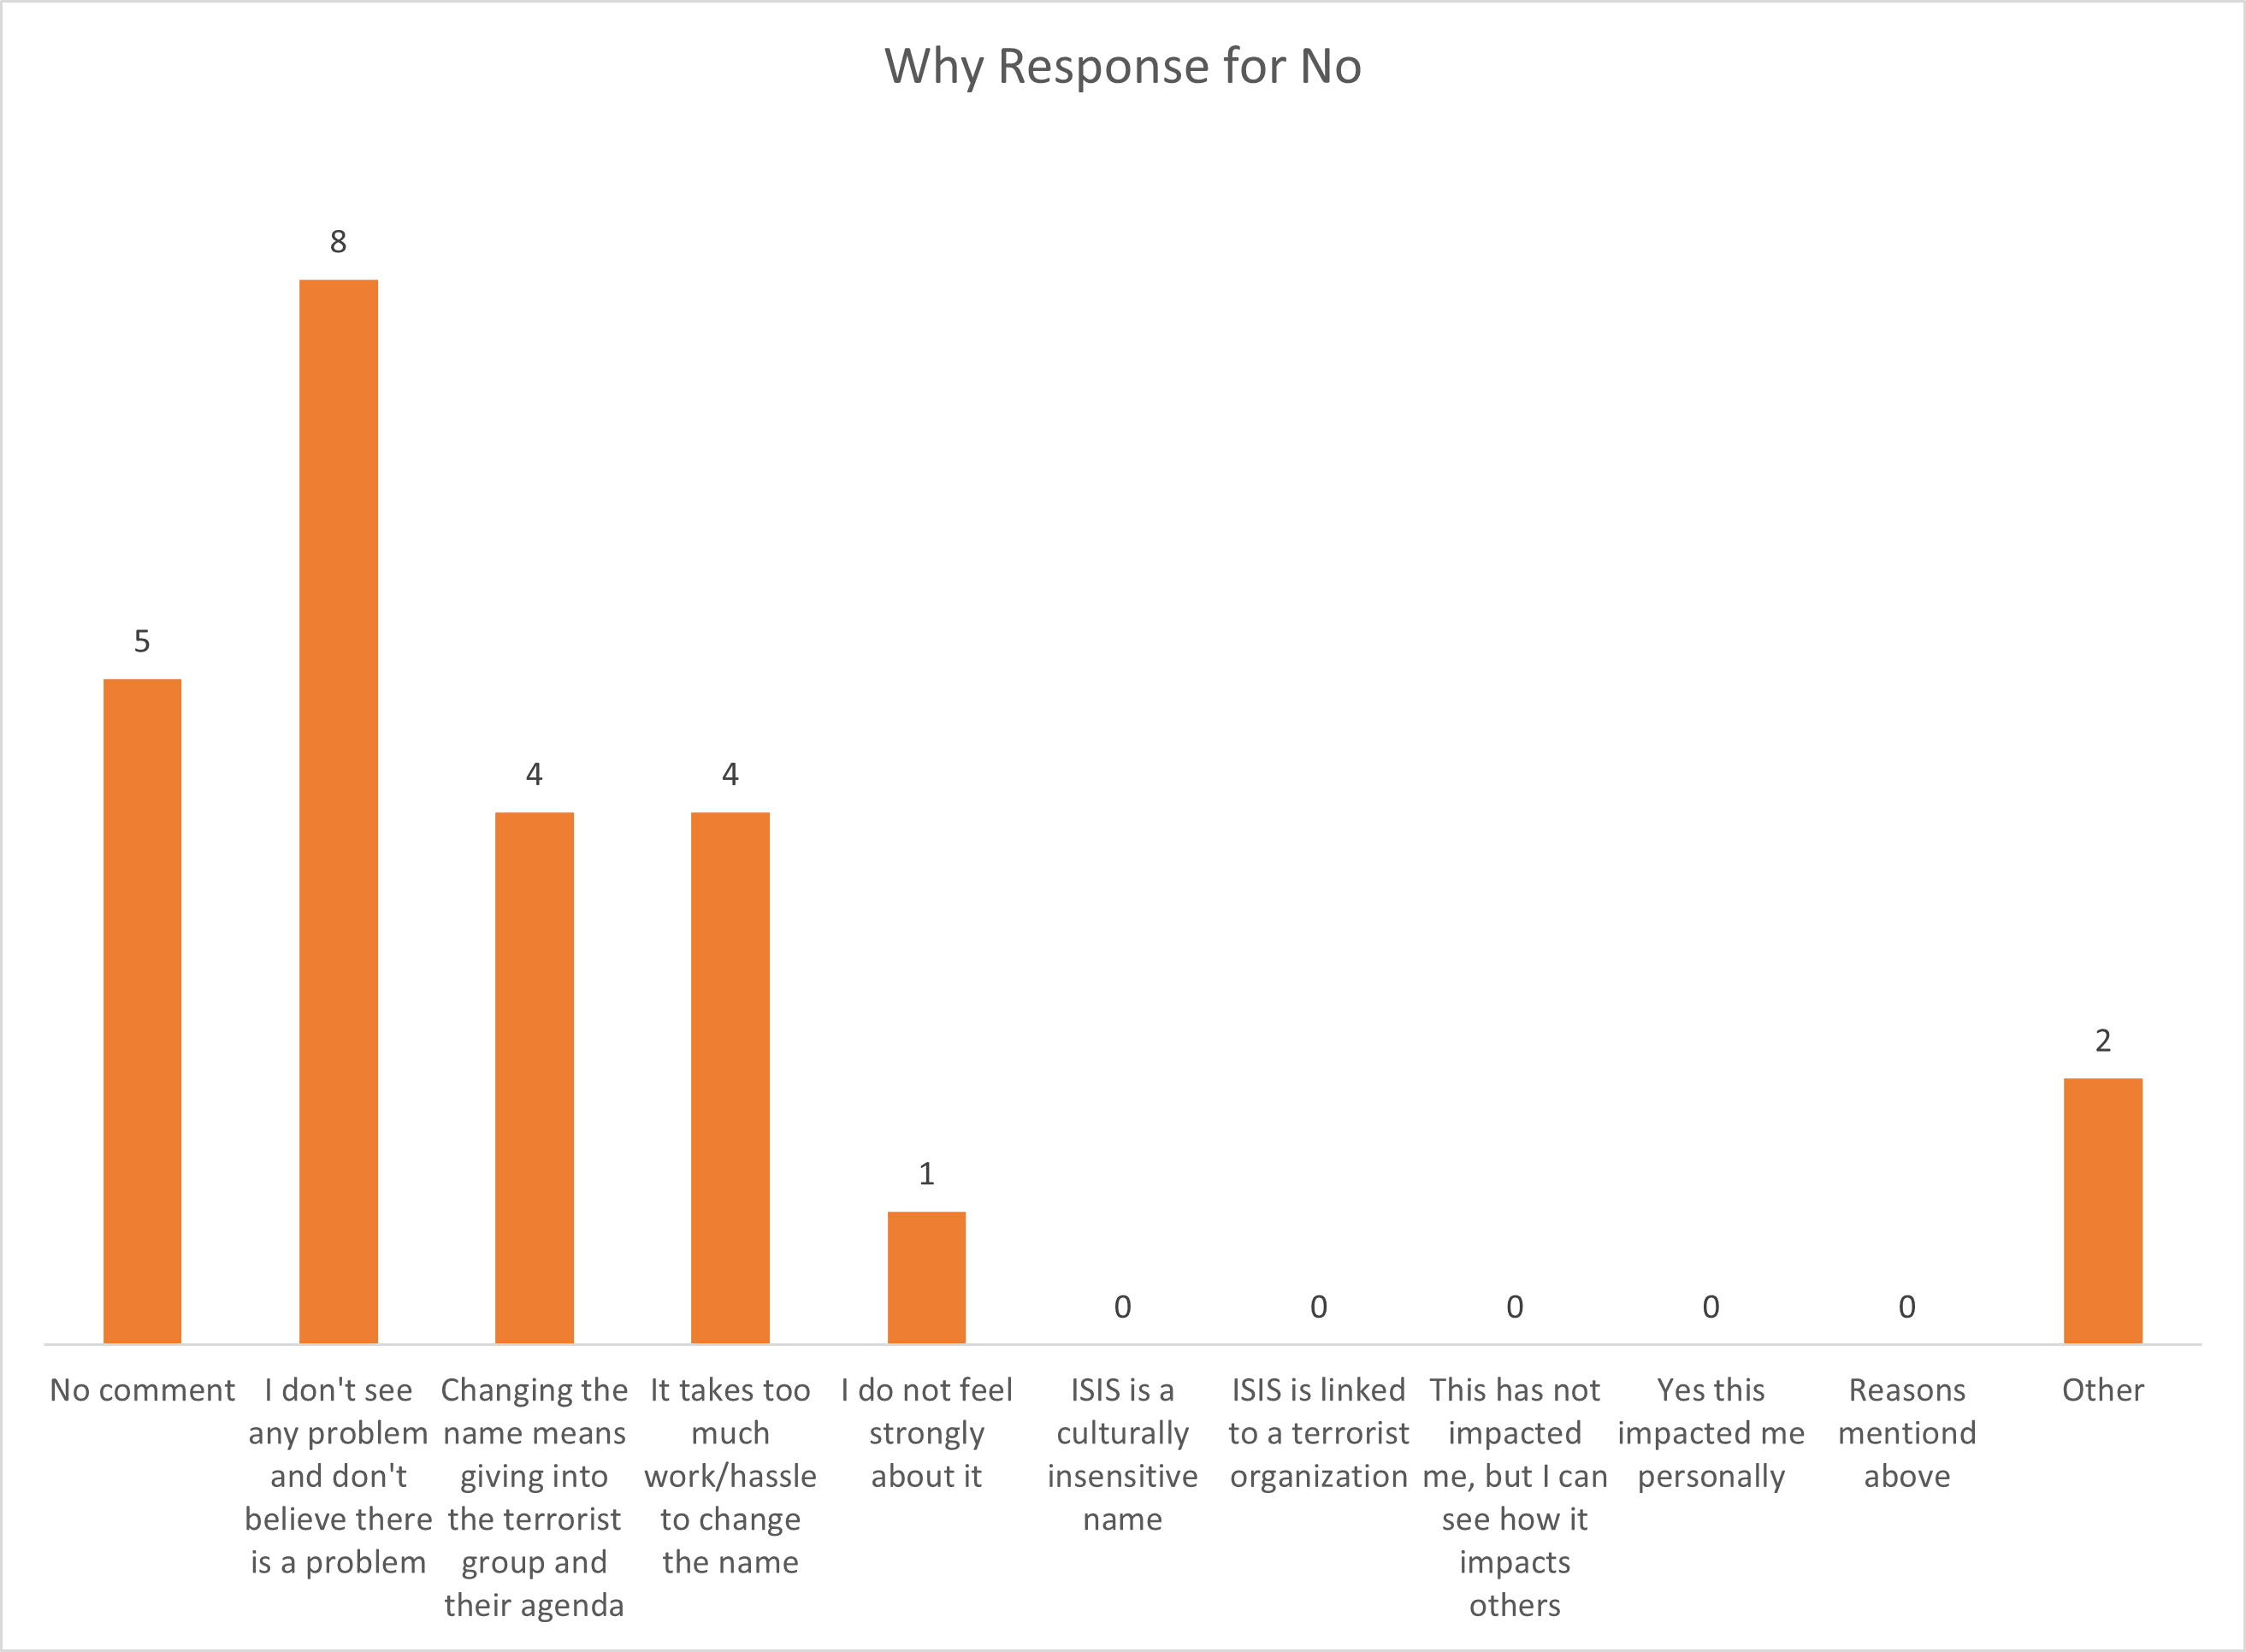 Why Response for No
8
5
4
4
2
1
0
0
0
0
0
No comment
I don't see
any problem
and don't
believe there
is a problem
Changing the
name means
giving into
the terrorist
group and
their agenda
It takes too
much
work/hassle
to change
the name
I do not feel
strongly
about it
ISIS is a
culturally
insensitive
name
ISIS is linked
to a terrorist
organization
This has not
impacted
me, but I can
see how it
impacts
others
Yes this
impacted me
personally
Reasons
mentiond
above
Other